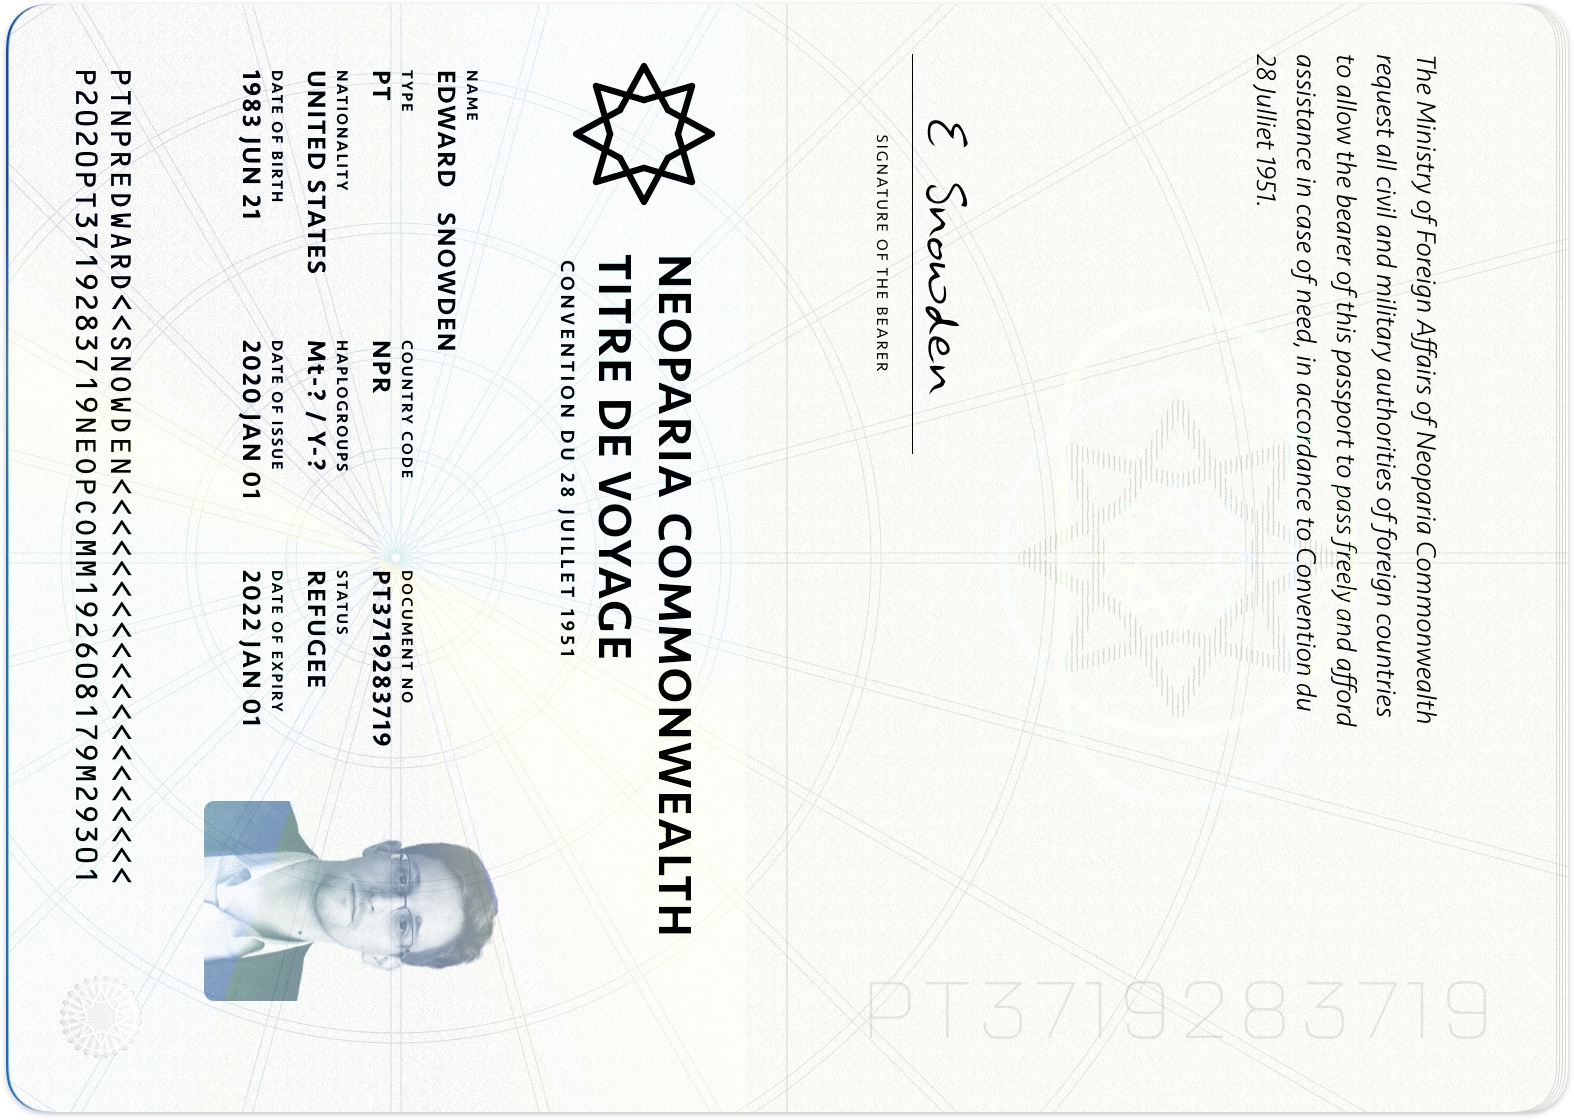 The Ministry of Foreign Affairs of Neoparia Commonwealth
request all civil and military authorities of foreign countries
to allow the bearer of this passport to pass freely and afford
assistance in case of need, in accordance to Convention du
28 Julliet 1951.
E Snowden
SIGNATURE OF THE BEARER
PT3719283719
NEOPARIA COMMONWEALTH
TITRE DE VOYAGE
CONVENTION DU 28 JUILLET 1951
NAME
EDWARD SNOWDEN
TYPE COUNTRY CODE DOCUMENT NO
PT NPR PT3719283719
NATIONALITY HAPLOGROUPS STATUS
UNITED STATES Mt-? / Y-? REFUGEE
DATE OF BIRTH DATE OF ISSUE DATE OF EXPIRY
1983 JUN 21 2020 JAN 01 2022 JAN 01
PTNPREDWARD<<SNOWDEN<<<<<<<<<<<<<<<<<<<<<<
P2020PT3719283719NEOPCOMM192608179M29301